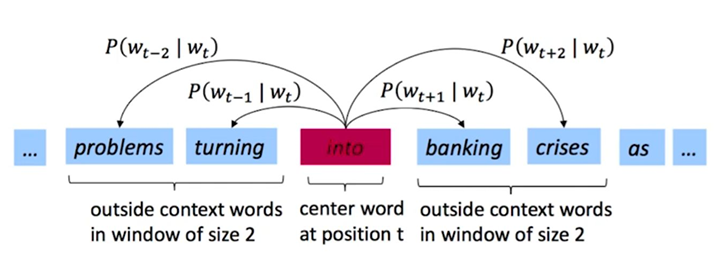 P(w_{t-2} | w_t)
P(w_{t+2} | w_t)
P(w_{t-1} | w_t)
P(w_{t+1} | w_t)
... problems turning into banking crises as ...
outside context words
in window of size 2
center word
at position t
outside context words
in window of size 2